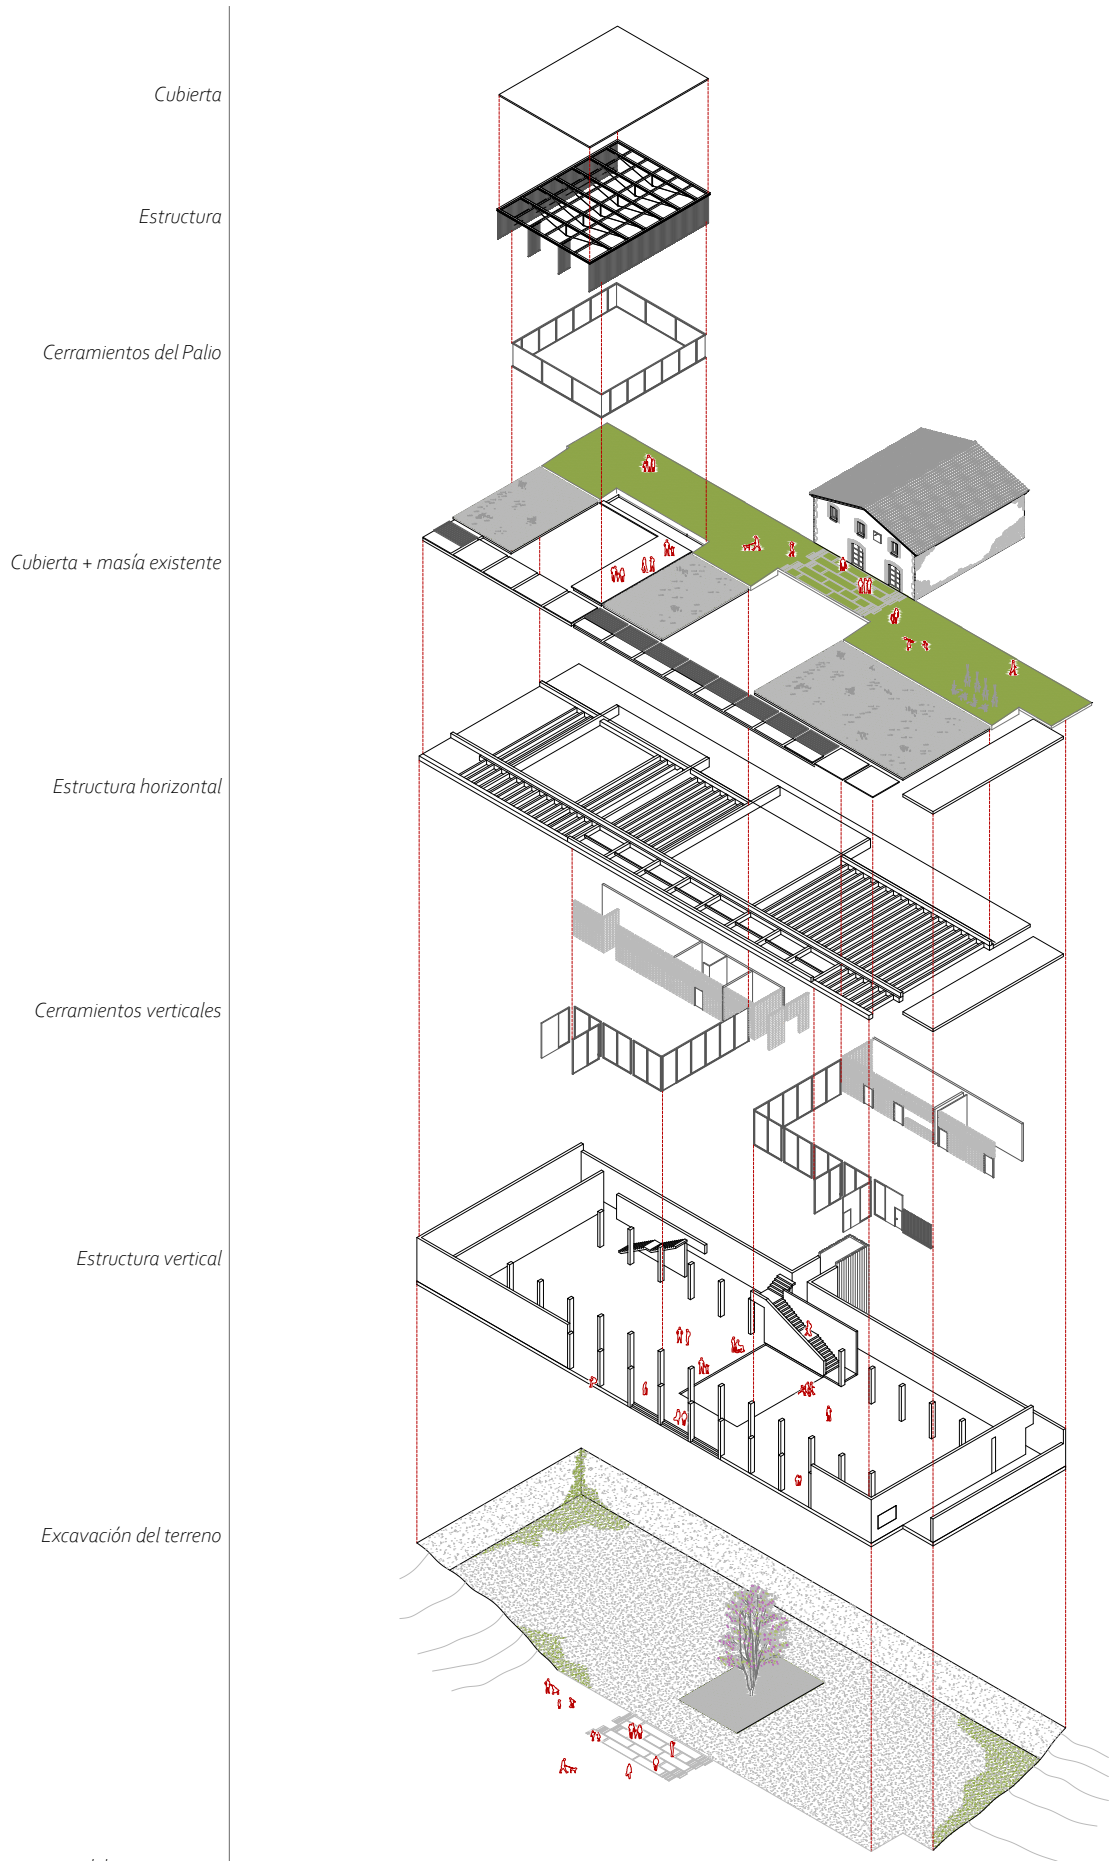 Cubierta
Estructura
Cerramientos del Palio
Cubierta + masía existente
Estructura horizontal
Cerramientos verticales
Estructura vertical
Excavación del terreno